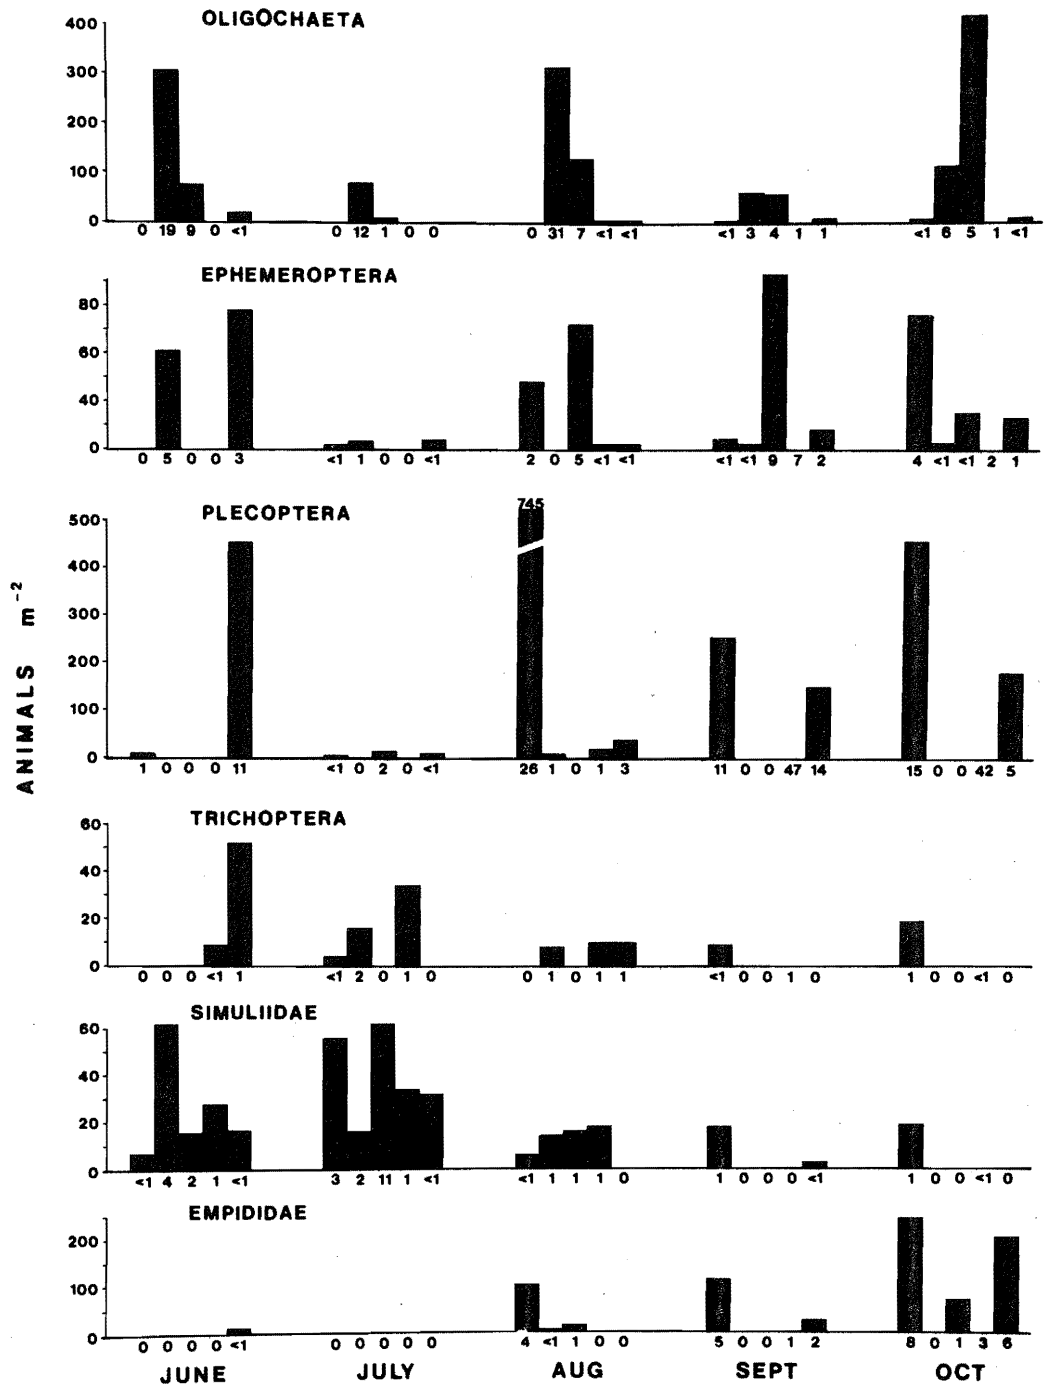 OLIGOCHAETA
400
300
200
100
0
0 19 9 0 <1 0 12 1 0 0 0 31 7 <1 <1 <1 3 4 1 1 <1 6 5 1 <1
EPHEMEROPTERA
80
60
40
0
0 5 0 0 3 <1 1 0 0 <1 2 0 5 <1 <1 <1 <1 9 7 2 4 <1 <1 2 1
745
PLECOPTERA
500
400
300
200
100
0
1 0 0 0 11 <1 0 2 0 <1 26 1 0 1 3 11 0 0 47 14 15 0 0 42 5
ANIMALS m⁻²
TRICHOPTERA
60
40
20
0
0 0 0 <1 1 <1 2 0 1 0 0 1 0 1 1 <1 0 0 1 0 1 0 0 <1 0
SIMULIIDAE
60
40
20
0
<1 4 2 1 <1 3 2 11 1 <1 <1 1 1 1 0 1 0 0 0 <1 1 0 0 <1 0
EMPIDIDAE
200
100
0
0 0 0 0 <1 0 0 0 0 0 4 <1 1 0 0 5 0 0 1 2 8 0 1 3 6
JUNE JULY AUG SEPT OCT